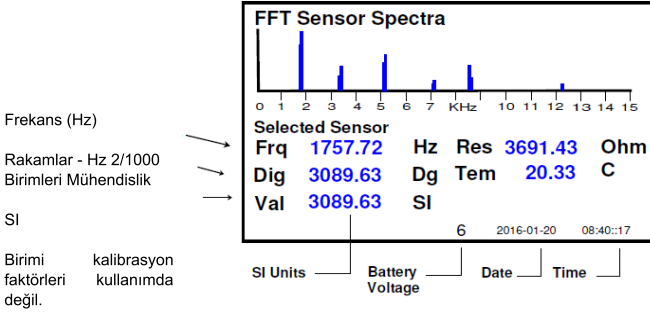 FFT Sensor Spectra
0 1 2 3 4 5 6 7 KHz 10 11 12 13 14 15
Selected Sensor
Frq 1757.72 Hz Res 3691.43 Ohm
Dig 3089.63 Dg Tem 20.33 C
Val 3089.63 SI
6 2016-01-20 08:40::17
SI Units
Battery
Voltage
Date
Time
Frekans (Hz)
Rakamlar - Hz 2/1000
Birimleri Mühendislik
SI
Birimi kalibrasyon
faktörleri kullanımda
değil.